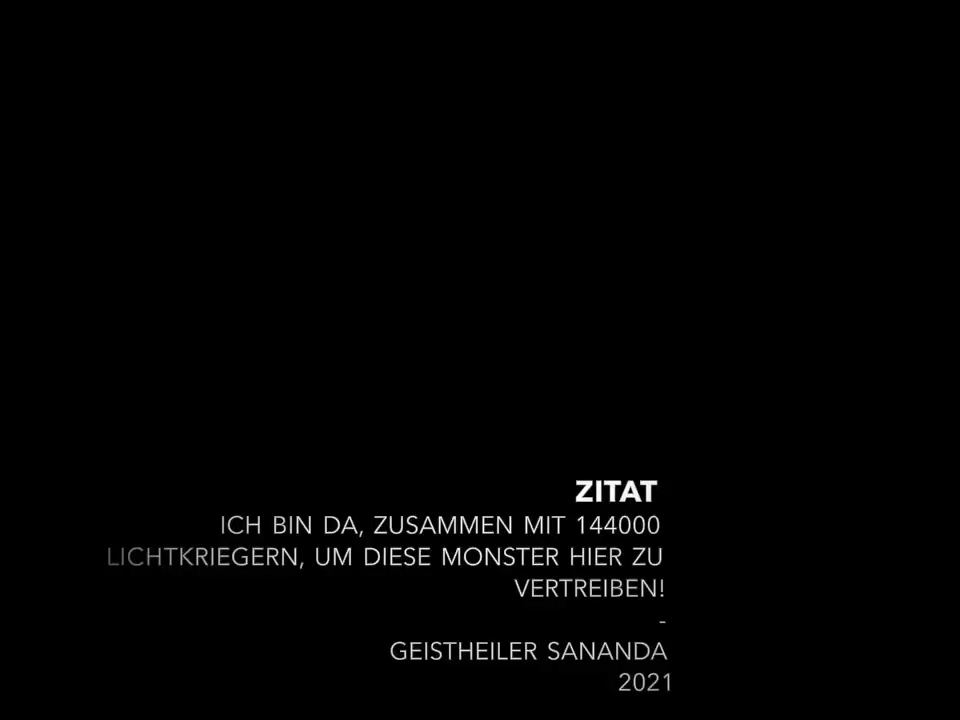 ZITAT
ICH BIN DA, ZUSAMMEN MIT 144000
LICHTKRIEGERN, UM DIESE MONSTER HIER ZU
VERTREIBEN!
-
GEISTHEILER SANANDA
2021